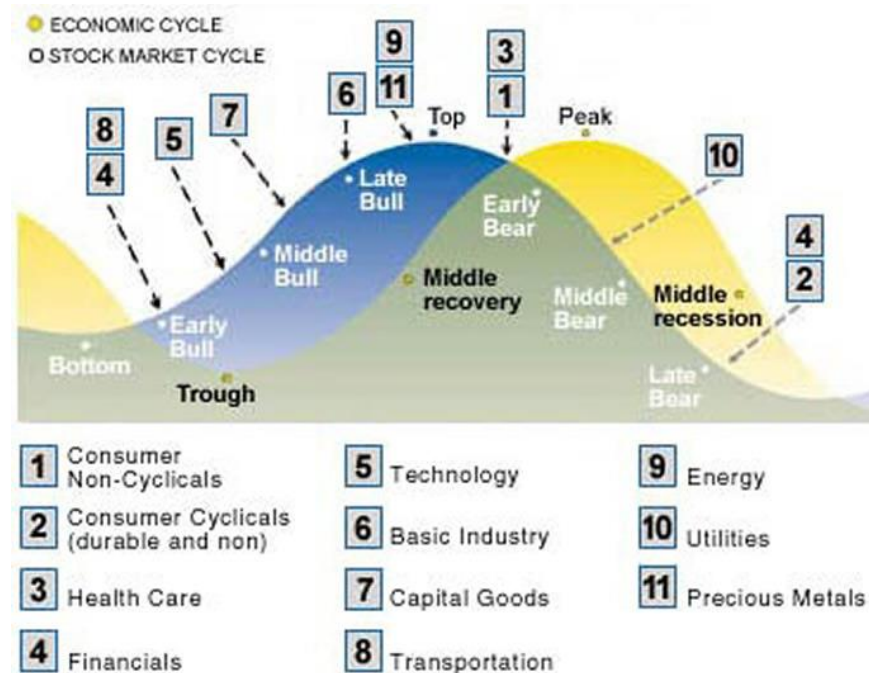 ECONOMIC CYCLE
STOCK MARKET CYCLE
9
11
3
1
6
7
8
4
5
Top
Peak
10
4
2
Late
Bull
Early
Bear
Middle
Bull
Middle
recovery
Middle
Bear
Middle
recession
Early
Bull
Bottom
Trough
Late
Bear
1 Consumer
Non-Cyclicals
2 Consumer Cyclicals
(durable and non)
3 Health Care
4 Financials
5 Technology
6 Basic Industry
7 Capital Goods
8 Transportation
9 Energy
10 Utilities
11 Precious Metals